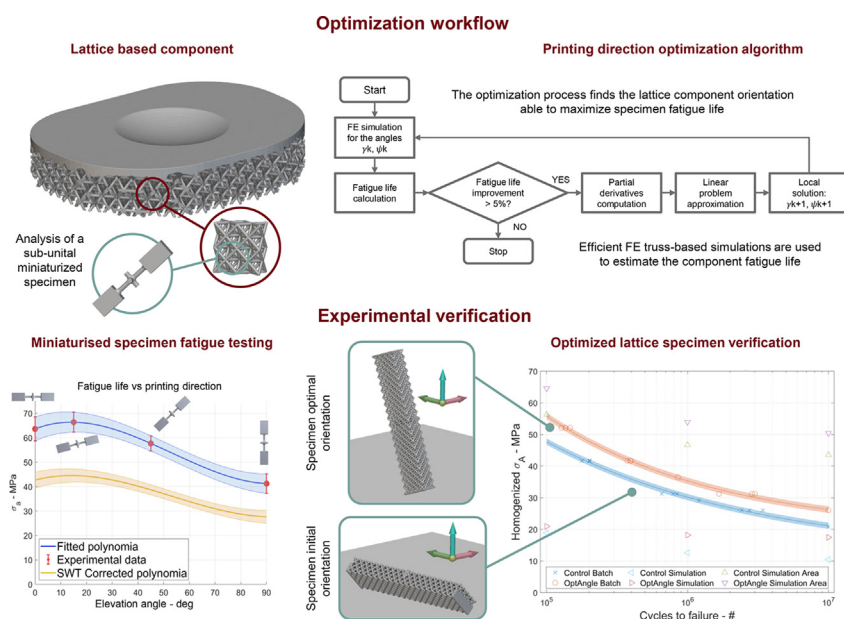 Optimization workflow
Lattice based component
Analysis of a
sub-unital
miniaturized
specimen
Printing direction optimization algorithm
Start
The optimization process finds the lattice component orientation
able to maximize specimen fatigue life
FE simulation
for the angles
γk, ψk
Fatigue life
calculation
Fatigue life
improvement
> 5%?
YES
NO
Stop
Partial
derivatives
computation
Linear
problem
approximation
Local
solution:
γk+1, ψk+1
Efficient FE truss-based simulations are used
to estimate the component fatigue life
Experimental verification
Miniaturised specimen fatigue testing
Fatigue life vs printing direction
σa - MPa
70
60
50
40
30
20
10
0
Fitted polynomia
Experimental data
SWT Corrected polynomia
0 10 20 30 40 50 60 70 80 90
Elevation angle - deg
Specimen optimal
orientation
Specimen initial
orientation
Optimized lattice specimen verification
Homogenized σA - MPa
70
60
50
40
30
20
10
0
Control Batch
OptAngle Batch
Control Simulation
OptAngle Simulation
Control Simulation Area
OptAngle Simulation Area
10^5 10^6 10^7
Cycles to failure - #